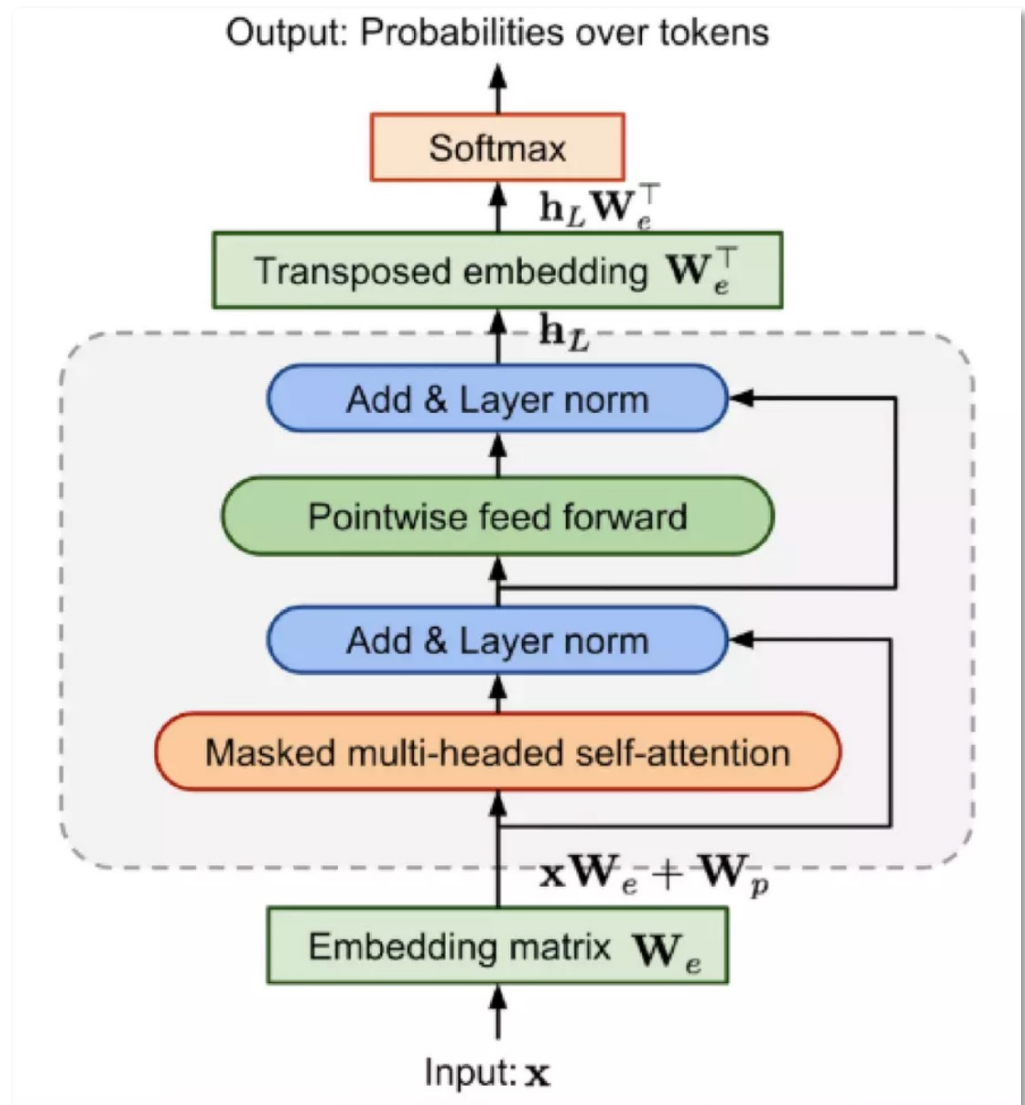 Output: Probabilities over tokens
Softmax
h_L W_e^⊤
Transposed embedding W_e^⊤
h_L
Add & Layer norm
Pointwise feed forward
Add & Layer norm
Masked multi-headed self-attention
xW_e + W_p
Embedding matrix W_e
Input: x